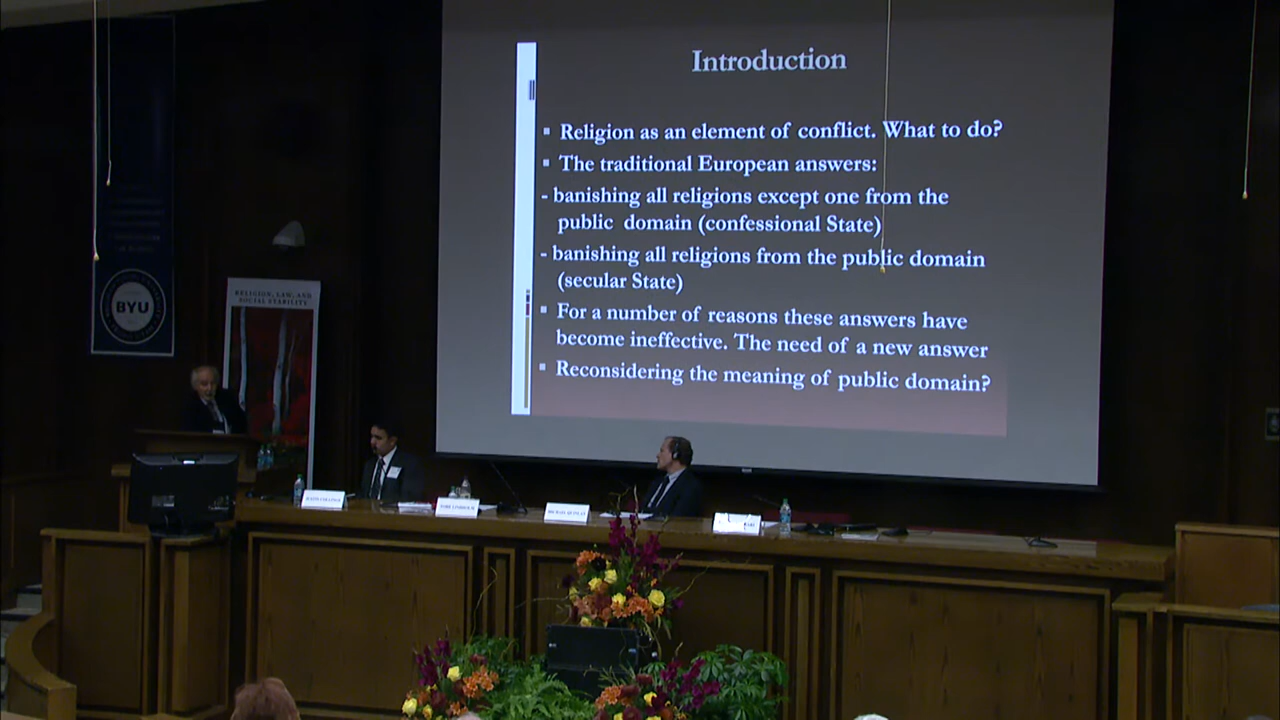 Introduction
▪ Religion as an element of conflict. What to do?
▪ The traditional European answers:
- banishing all religions except one from the
public domain (confessional State)
- banishing all religions from the public domain
(secular State)
▪ For a number of reasons these answers have
become ineffective. The need of a new answer
▪ Reconsidering the meaning of public domain?
BYU
RELIGION, LAW, AND
SOCIAL STABILITY